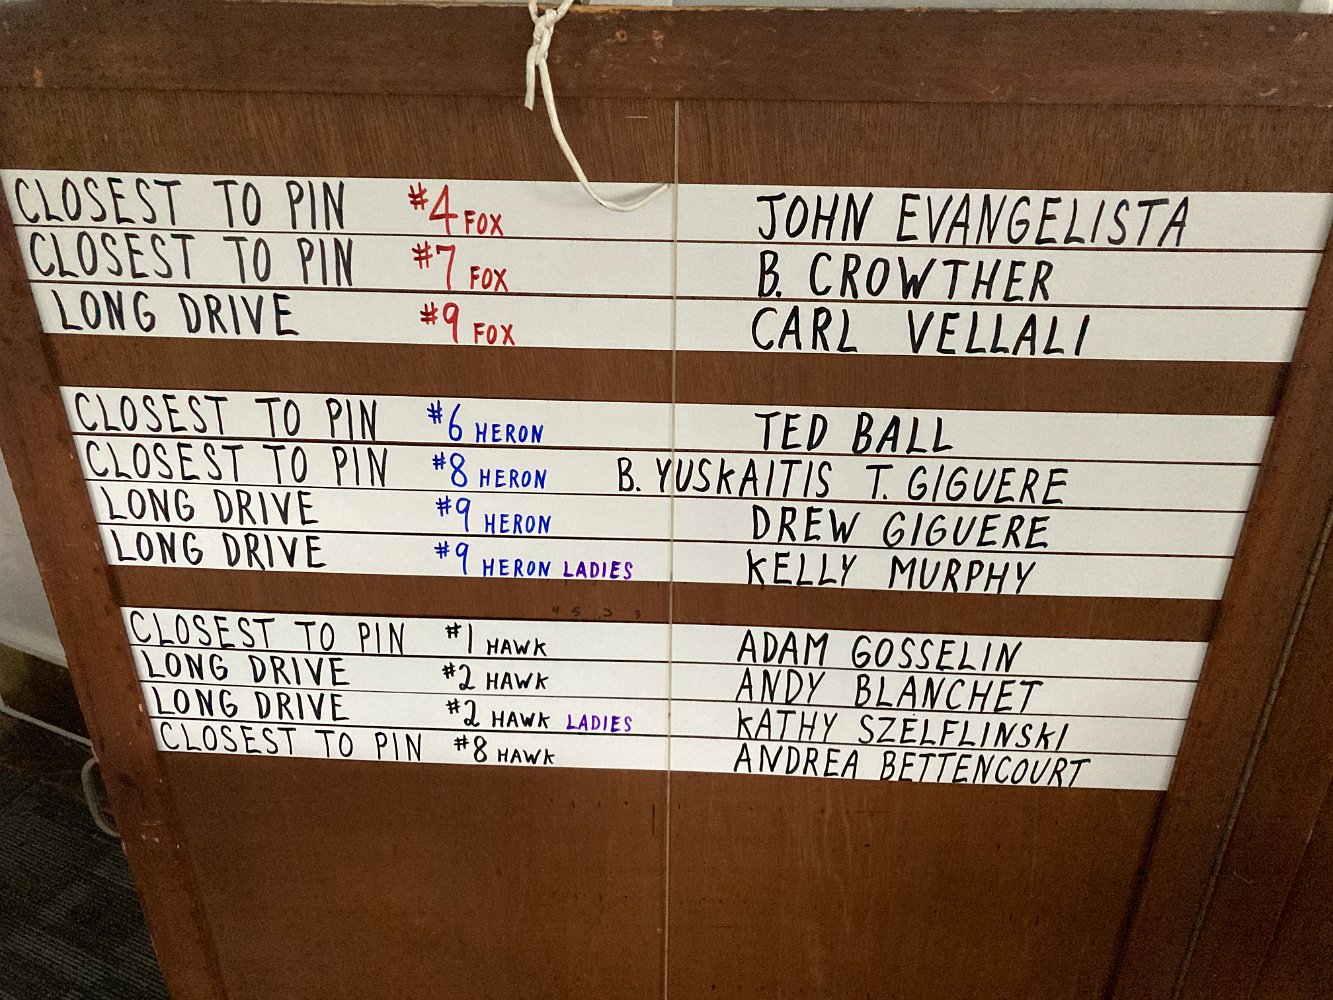 CLOSEST TO PIN #4 FOX JOHN EVANGELISTA
CLOSEST TO PIN #7 FOX B. CROWTHER
LONG DRIVE #9 FOX CARL VELLALI
CLOSEST TO PIN #6 HERON TED BALL
CLOSEST TO PIN #8 HERON B. YUSKAITIS T. GIGUERE
LONG DRIVE #9 HERON DREW GIGUERE
LONG DRIVE #9 HERON LADIES KELLY MURPHY
CLOSEST TO PIN #1 HAWK ADAM GOSSELIN
LONG DRIVE #2 HAWK ANDY BLANCHET
LONG DRIVE #2 HAWK LADIES KATHY SZELFLINSKI
CLOSEST TO PIN #8 HAWK ANDREA BETTENCOURT